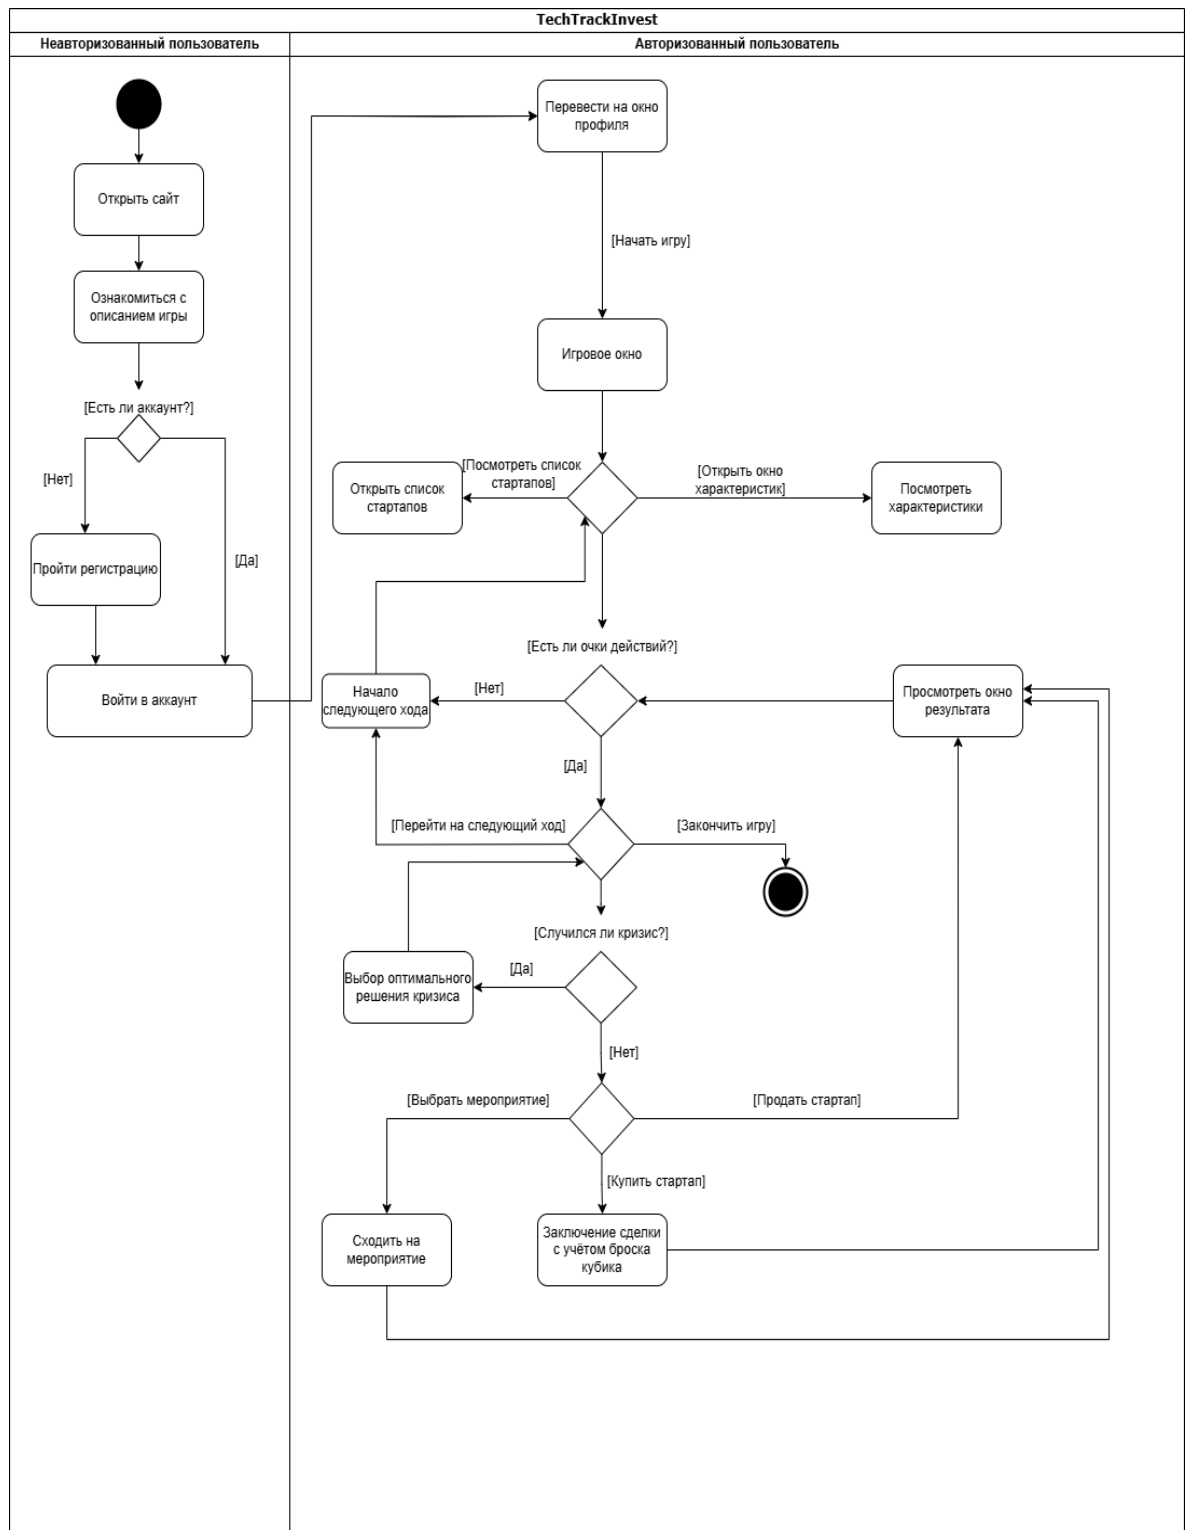 TechTrackInvest
Неавторизованный пользователь
Авторизованный пользователь
Открыть сайт
Ознакомиться с
описанием игры
[Есть ли аккаунт?]
[Нет]
[Да]
Пройти регистрацию
Войти в аккаунт
Перевести на окно
профиля
[Начать игру]
Игровое окно
[Посмотреть список
стартапов]
[Открыть окно
характеристик]
Открыть список
стартапов
Посмотреть
характеристики
[Есть ли очки действий?]
[Нет]
Начало
следующего хода
Просмотреть окно
результата
[Да]
[Перейти на следующий ход]
[Закончить игру]
[Случился ли кризис?]
[Да]
Выбор оптимального
решения кризиса
[Нет]
[Выбрать мероприятие]
[Продать стартап]
[Купить стартап]
Сходить на
мероприятие
Заключение сделки
с учётом броска
кубика